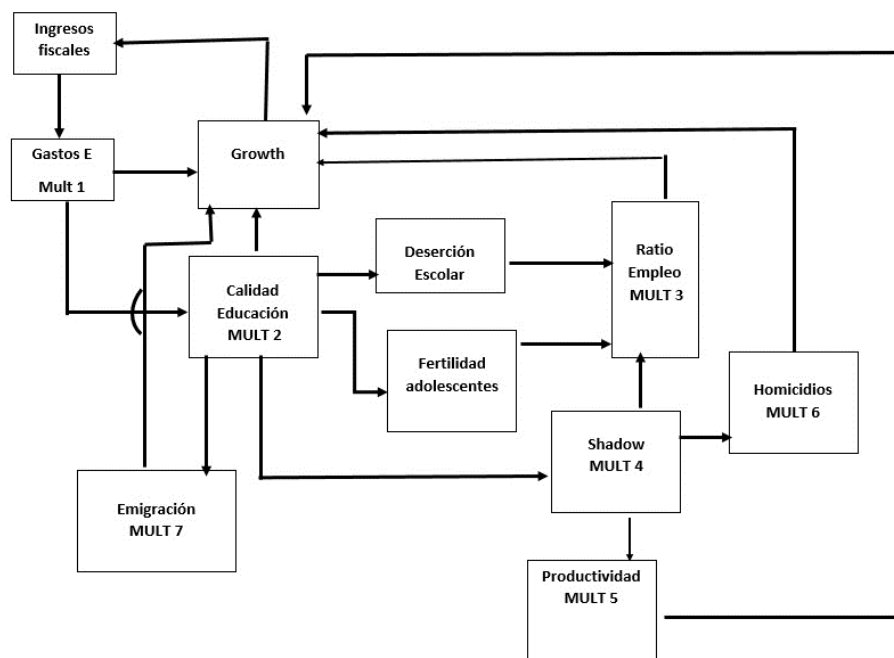 Ingresos
fiscales
Gastos E
Mult 1
Growth
Deserción
Escolar
Ratio
Empleo
MULT 3
Calidad
Educación
MULT 2
Fertilidad
adolescentes
Homicidios
MULT 6
Shadow
MULT 4
Emigración
MULT 7
Productividad
MULT 5